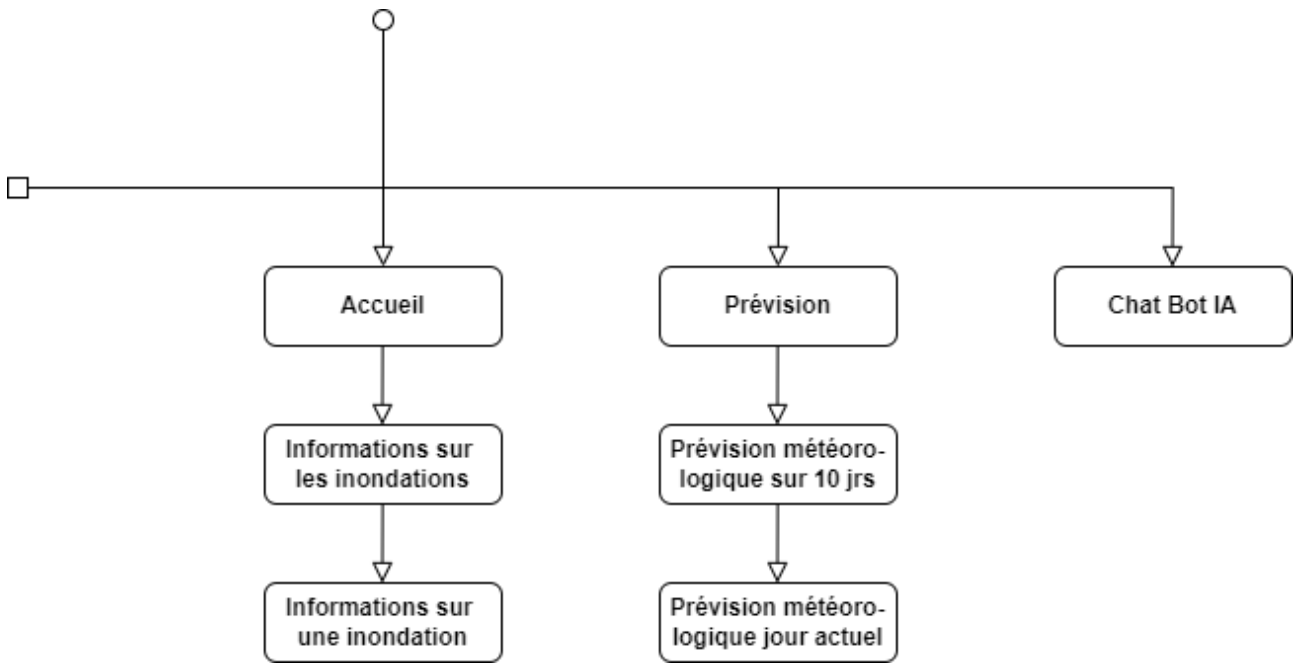 Accueil
Prévision
Chat Bot IA
Informations sur
les inondations
Prévision météoro-
logique sur 10 jrs
Informations sur
une inondation
Prévision météoro-
logique jour actuel